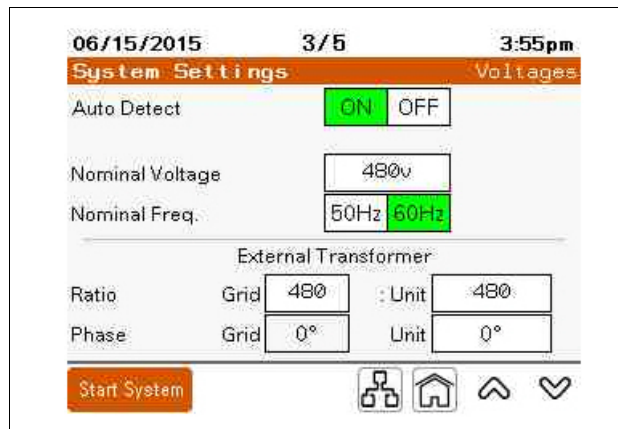 06/15/2015 3/5 3:55pm
System Settings Voltages
Auto Detect ON OFF
Nominal Voltage 480v
Nominal Freq. 50Hz 60Hz
External Transformer
Ratio Grid 480 : Unit 480
Phase Grid 0° Unit 0°
Start System